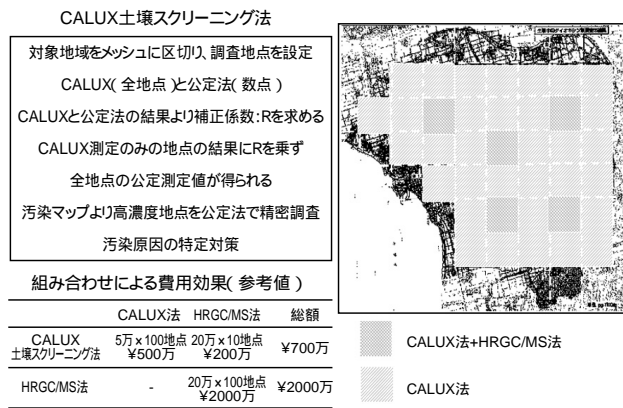 CALUX土壌スクリーニング法
対象地域をメッシュに区切り、調査地点を設定
CALUX(全地点)と公定法(数点)
CALUXと公定法の結果より補正係数:Rを求める
CALUX測定のみの地点の結果にRを乗ず
全地点の公定測定値が得られる
汚染マップより高濃度地点を公定法で精密調査
汚染原因の特定対策
組み合わせによる費用効果(参考値)
CALUX法 HRGC/MS法 総額
CALUX
土壌スクリーニング法
5万x100地点
¥500万
20万x10地点
¥200万
¥700万
HRGC/MS法
-
20万x100地点
¥2000万
¥2000万
CALUX法+HRGC/MS法
CALUX法